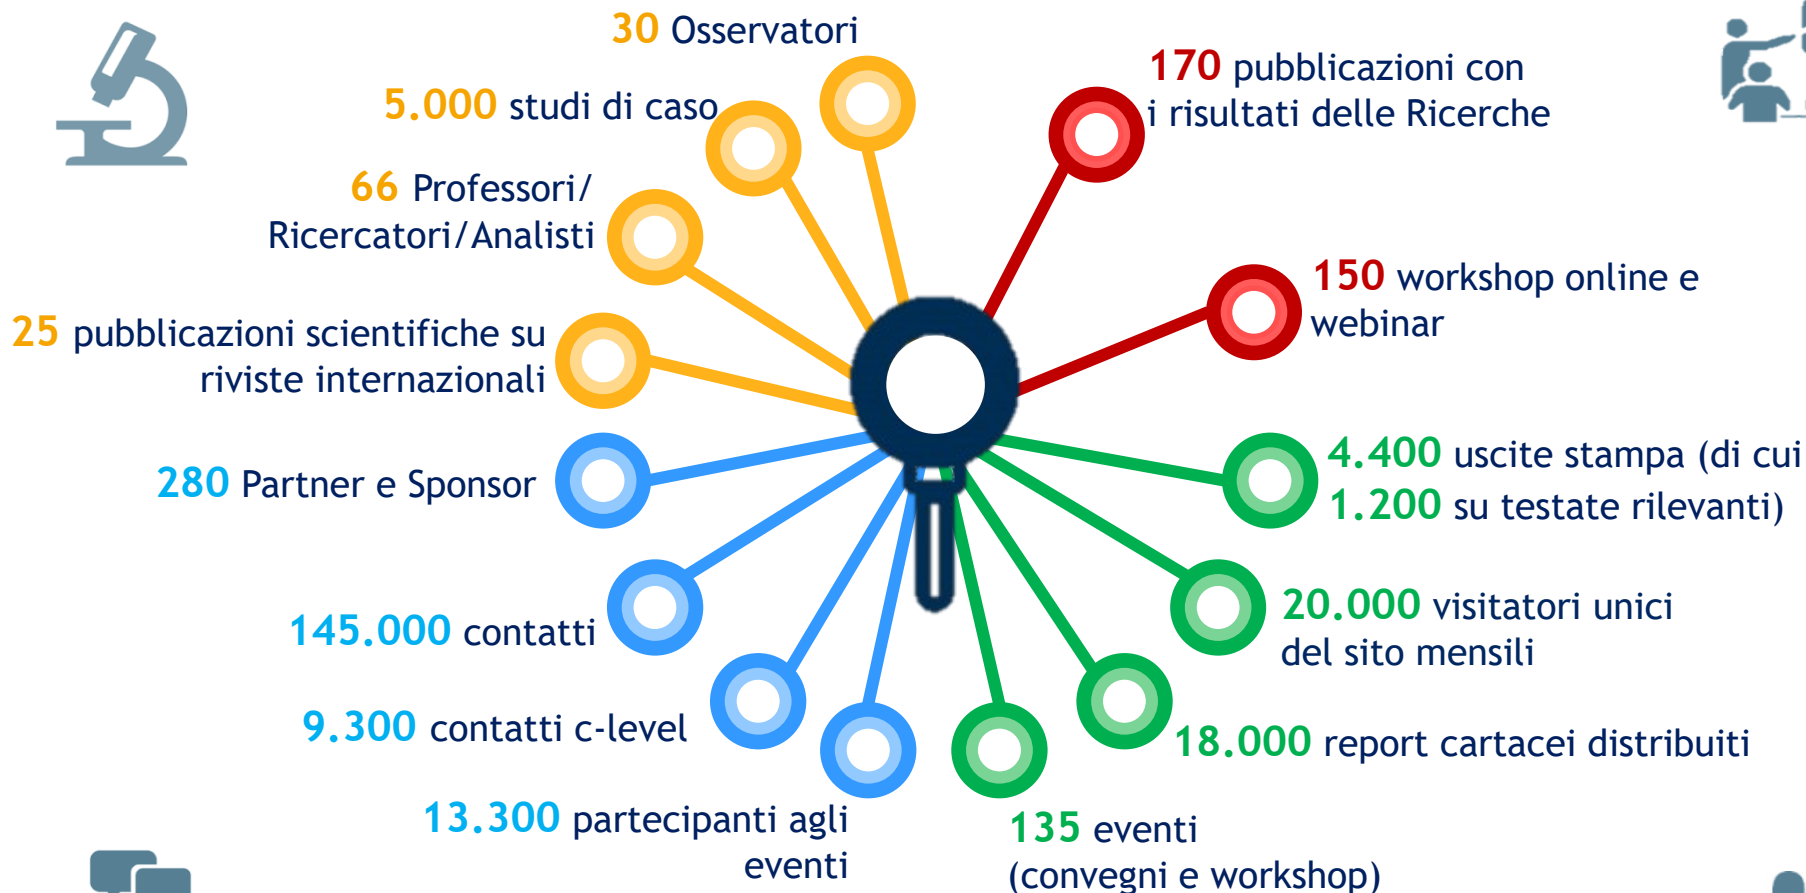 30 Osservatori
5.000 studi di caso
66 Professori/
Ricercatori/Analisti
25 pubblicazioni scientifiche su
riviste internazionali
280 Partner e Sponsor
145.000 contatti
9.300 contatti c-level
13.300 partecipanti agli
eventi
170 pubblicazioni con
i risultati delle Ricerche
150 workshop online e
webinar
4.400 uscite stampa (di cui
1.200 su testate rilevanti)
20.000 visitatori unici
del sito mensili
18.000 report cartacei distribuiti
135 eventi
(convegni e workshop)